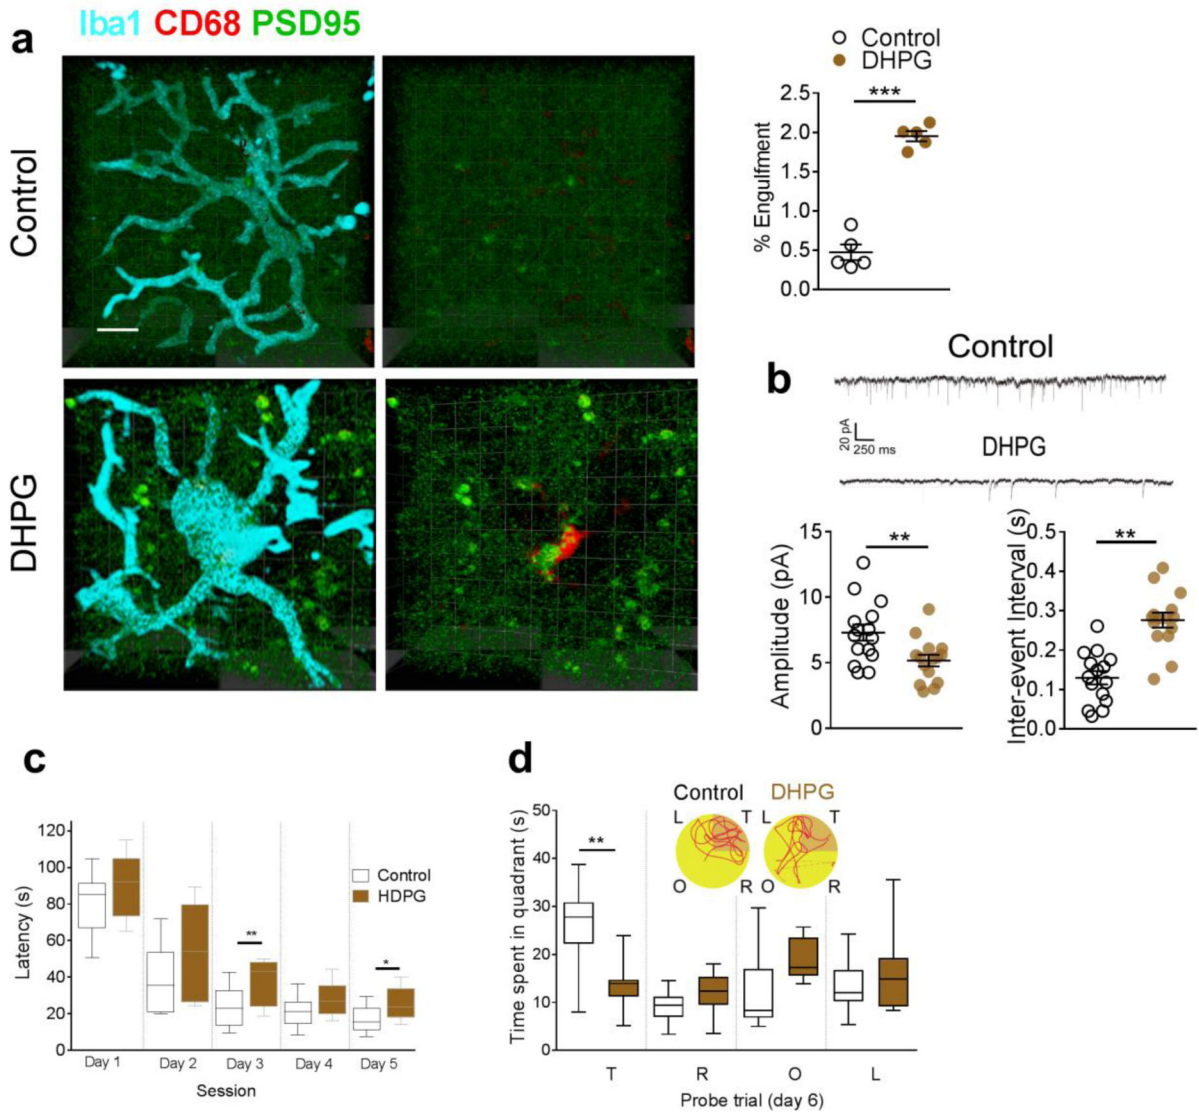 a
Iba1 CD68 PSD95
Control
DHPG
Control
DHPG
***
% Engulfment
2.5
2.0
1.5
1.0
0.5
0.0
b
Control
20 pA
250 ms
DHPG
Amplitude (pA)
15
10
5
0
**
Inter-event Interval (s)
0.5
0.4
0.3
0.2
0.1
0.0
**
c
Latency (s)
120
100
80
60
40
20
0
Control
HDPG
**
*
Day 1 Day 2 Day 3 Day 4 Day 5
Session
d
Time spent in quadrant (s)
50
40
30
20
10
0
**
Control DHPG
L T L T
O R O R
T R O L
Probe trial (day 6)